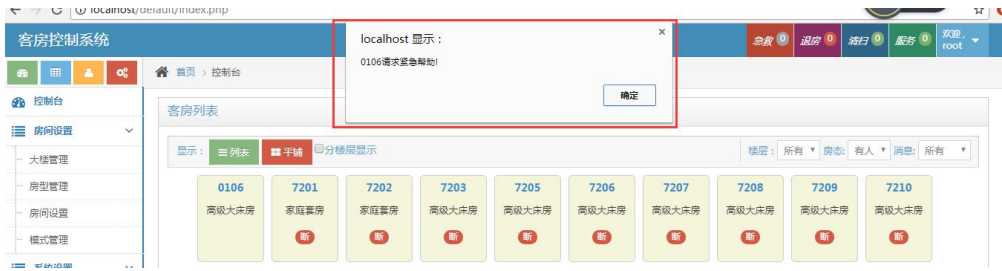 localhost/default/index.php
客房控制系统
急救 0 退房 0 清扫 0 服务 0 欢迎, root
localhost 显示:
×
0106请求紧急帮助!
确定
首页 > 控制台
控制台
房间设置
大楼管理
房型管理
房间设置
模式管理
系统设置
客房列表
显示: 列表 平铺 分楼层显示
楼层: 所有 房态: 有人 消息: 所有
0106 7201 7202 7203 7205 7206 7207 7208 7209 7210
高级大床房 家庭套房 家庭套房 高级大床房 高级大床房 高级大床房 高级大床房 高级大床房 高级大床房 高级大床房
断 断 断 断 断 断 断 断 断